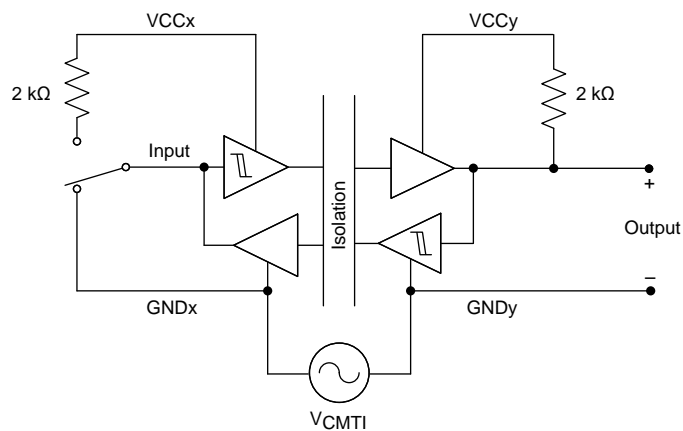 VCCx
VCCy
2 kΩ
2 kΩ
Input
Isolation
+
Output
–
GNDx
GNDy
VCMTI